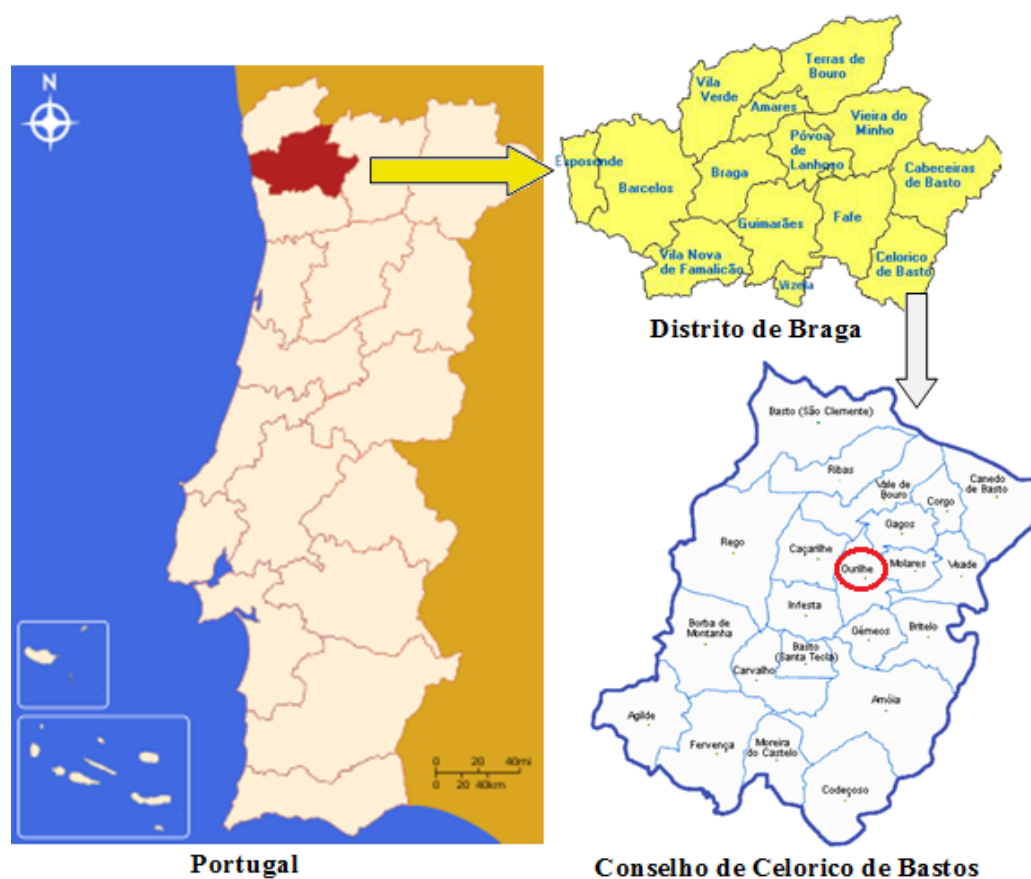 N
0 20 40mi
0 20 40km
Portugal
Terras de
Bouro
Vila
Verde
Amares
Vieira do
Minho
Póvoa
de
Lanhoso
Esposende
Barcelos
Braga
Cabeceiras
de Basto
Guimarães
Fafe
Vila Nova
de Famalicão
Celorico
de Basto
Vizela
Distrito de Braga
Basto (São Clemente)
Ribas
Vale de
Bouro
Corgo
Canedo
de Basto
Gagos
Rego
Caçarilhe
Ourilhe
Molares
Veade
Infesta
Borba de
Montanha
Gémeos
Britelo
Basto
(Santa Tecla)
Carvalho
Arnóia
Agilde
Fervença
Moreira
do Castelo
Codeçoso
Conselho de Celorico de Bastos